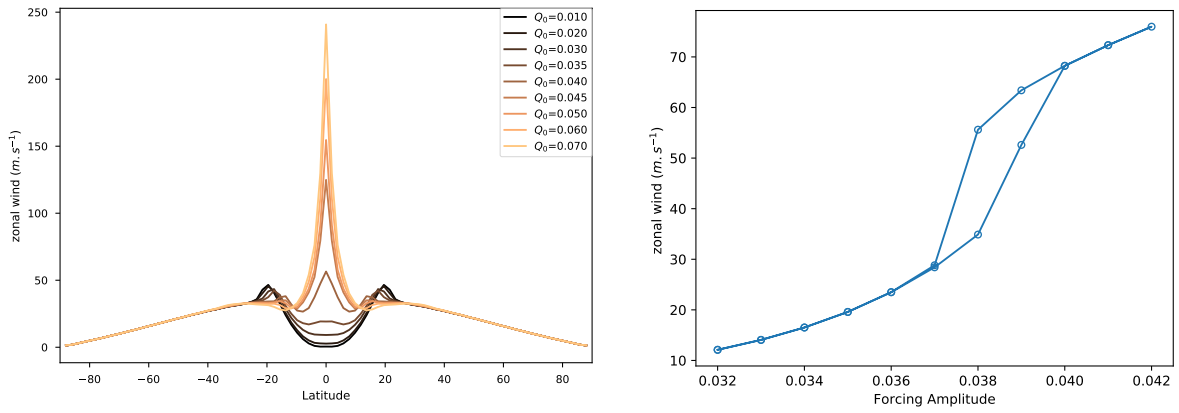 250
200
150
100
50
0
zonal wind (m.s⁻¹)
−80 −60 −40 −20 0 20 40 60 80
Latitude
Q₀=0.010
Q₀=0.020
Q₀=0.030
Q₀=0.035
Q₀=0.040
Q₀=0.045
Q₀=0.050
Q₀=0.060
Q₀=0.070
70
60
50
40
30
20
10
zonal wind (m.s⁻¹)
0.032 0.034 0.036 0.038 0.040 0.042
Forcing Amplitude